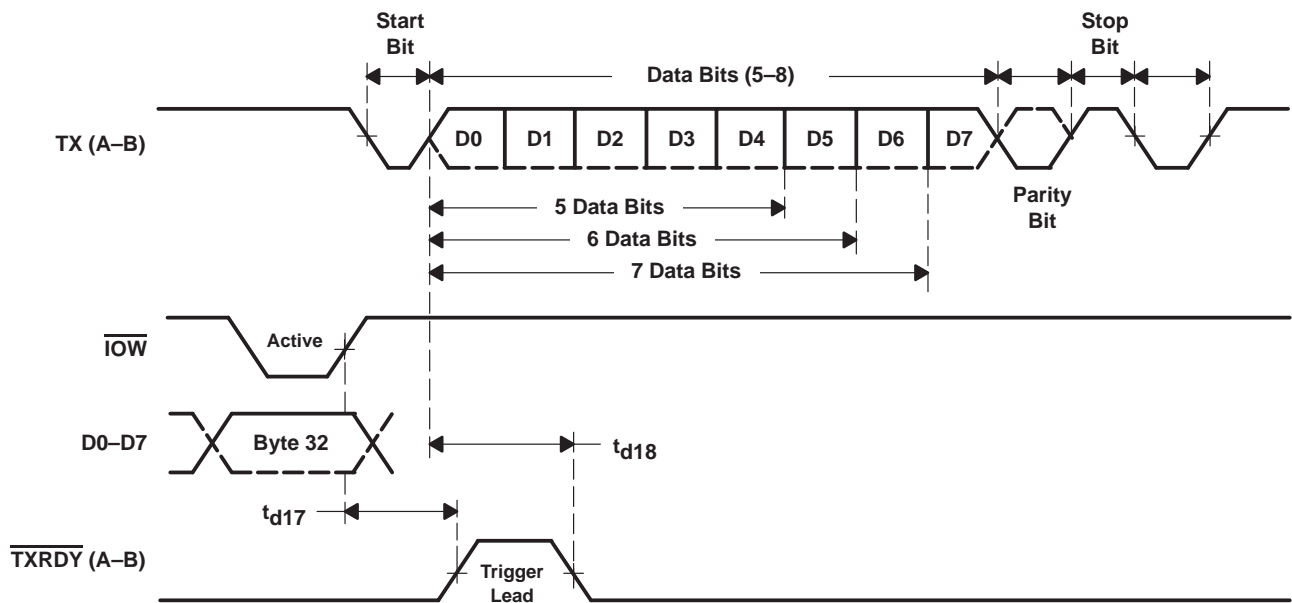 Start
Bit
Data Bits (5–8)
Stop
Bit
TX (A–B)
D0 D1 D2 D3 D4 D5 D6 D7
Parity
Bit
5 Data Bits
6 Data Bits
7 Data Bits
IOW
Active
D0–D7
Byte 32
td18
td17
TXRDY (A–B)
Trigger
Lead